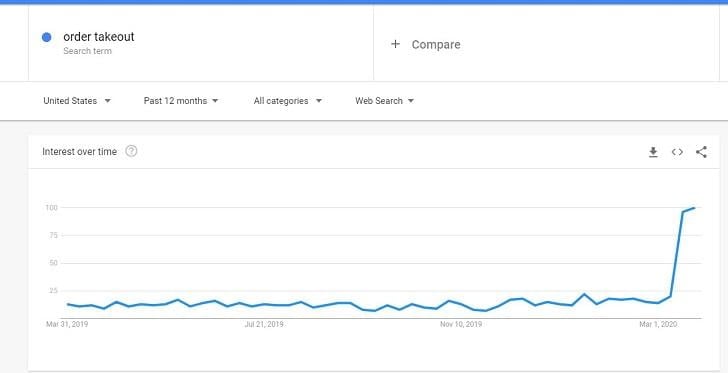 order takeout
Search term
+ Compare
United States
Past 12 months
All categories
Web Search
Interest over time ?
100
75
50
25
Mar 31, 2019
Jul 21, 2019
Nov 10, 2019
Mar 1, 2020